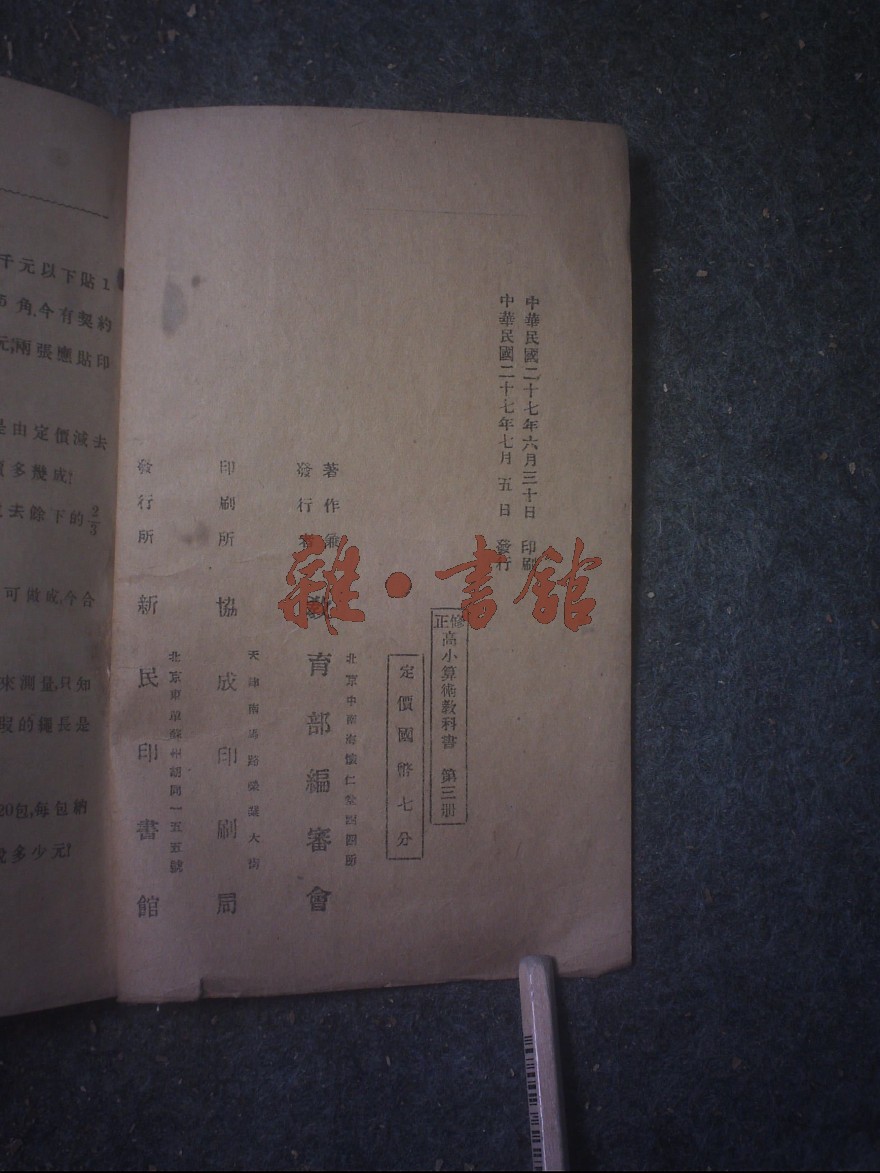 中華民國二十七年六月三十日 印刷
中華民國二十七年七月五日 發行
修正高小算術教科書 第三册
定價國幣七分
著作兼
發行者
教育部編審會
北京中南海懷仁堂西四所
印刷所 協成印刷局
天津南馬路榮業大街
發行所 新民印書館
北京東單蘇州胡同一五五號
雜·書館
千元以下貼1
5角,今有契約
元,兩張應貼印
是由定價減去
多幾成?
去餘下的2/3
可做成,今合
來測量,只知
的繩長是
20包,每包納
多少元?